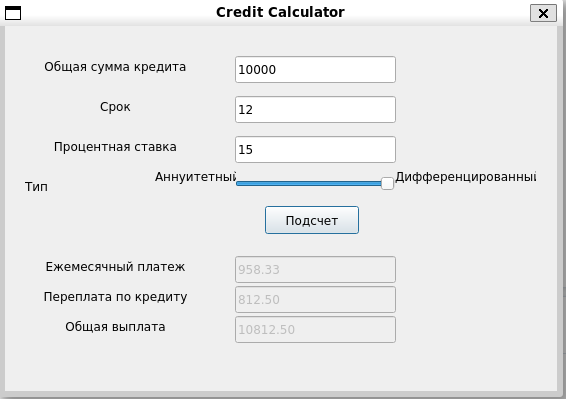 Credit Calculator
Общая сумма кредита 10000
Срок 12
Процентная ставка 15
Тип Аннуитетный Дифференцированный
Подсчет
Ежемесячный платеж 958.33
Переплата по кредиту 812.50
Общая выплата 10812.50